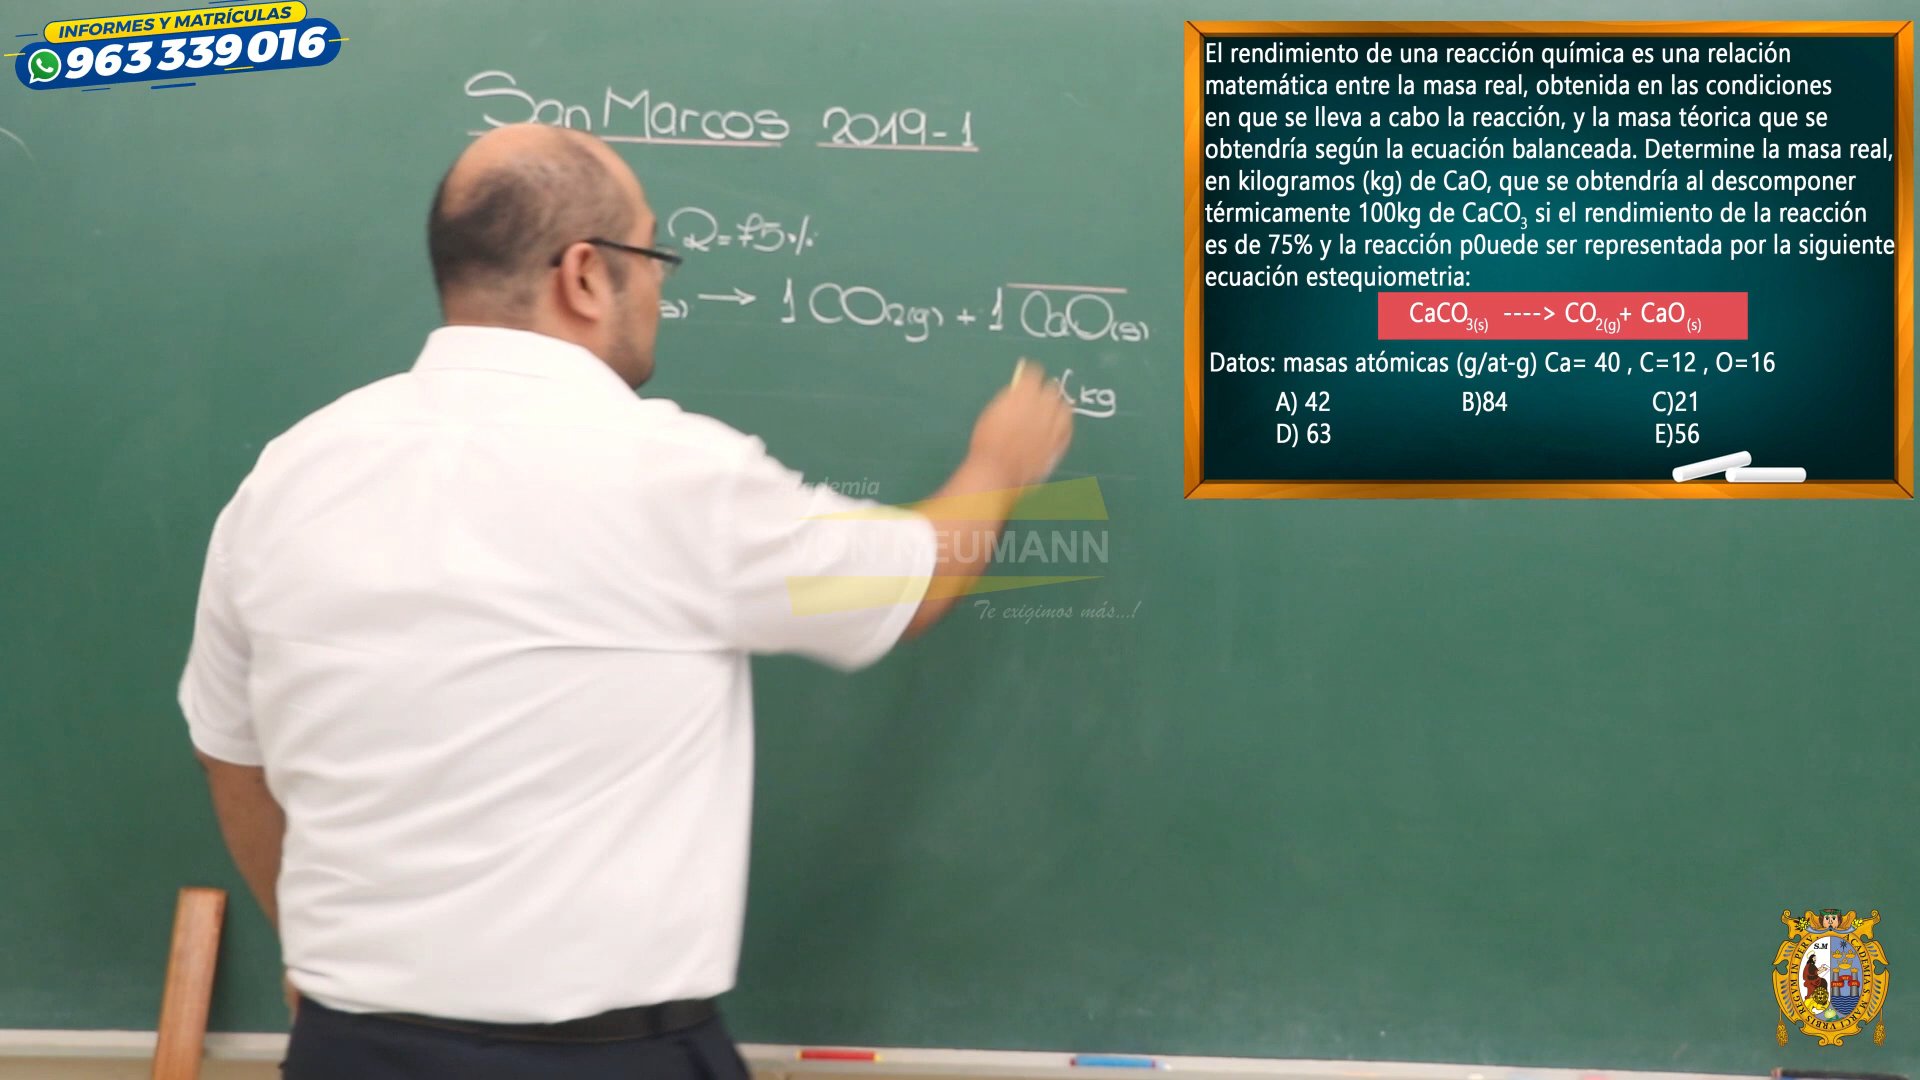 INFORMES Y MATRÍCULAS
963 339 016
San Marcos 2019-1
R = 75%
(s) → 1 CO2(g) + 1 CaO(s)
X kg
El rendimiento de una reacción química es una relación
matemática entre la masa real, obtenida en las condiciones
en que se lleva a cabo la reacción, y la masa téorica que se
obtendría según la ecuación balanceada. Determine la masa real,
en kilogramos (kg) de CaO, que se obtendría al descomponer
térmicamente 100kg de CaCO3 si el rendimiento de la reacción
es de 75% y la reacción p0uede ser representada por la siguiente
ecuación estequiometria:
CaCO3(s) ----> CO2(g)+ CaO(s)
Datos: masas atómicas (g/at-g) Ca= 40 , C=12 , O=16
A) 42 B)84 C)21
D) 63 E)56
VON NEUMANN
Te exigimos más...!
S.M